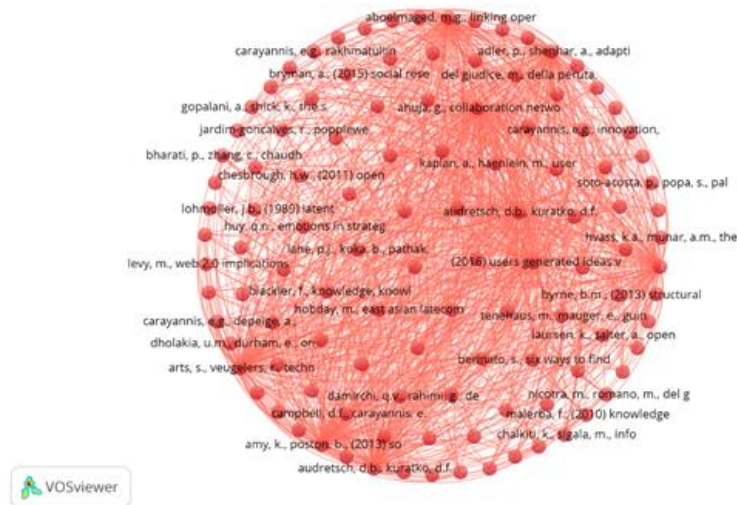 aboelmaged, m.g., linking oper
carayannis, e.g., rakhmatullin
adler, p., shenhar, a., adapti
bryman, a., (2015) social rese
del giudice, m., della peruta,
gopalani, a., shick, k., the s
ahuja, g., collaboration netwo
jardim-goncalves, r., popplewe
carayannis, e.g., innovation,
bharati, p., zhang, c., chaudh
kaplan, a., haenlein, m., user
chesbrough, h.w., (2011) open
soto-acosta, p., popa, s., pal
lohmoller, j.b., (1989) latent
audretsch, d.b., kuratko, d.f.
huy, q.n., emotions in strateg
hvass, k.a., munar, a.m., the
lane, p.j., koka, b., pathak,
levy, m., web 2.0 implications
(2016) users generated ideas v
blackler, f., knowledge, knowl
byrne, b.m., (2013) structural
hobday, m., east asian latecom
tenehaus, m., mauger, e., guin
carayannis, e.g., depeige, a.,
laursen, k., salter, a., open
dholakia, u.m., durham, e., on
berinato, s., six ways to find
arts, s., veugelers, r., techn
damirchi, q.v., rahimi, g., de
nicotra, m., romano, m., del g
campbell, d.f., carayannis, e.
malerba, f., (2010) knowledge
chalkiti, k., sigala, m., info
amy, k., poston, b., (2013) so
audretsch, d.b., kuratko, d.f.
VOSviewer